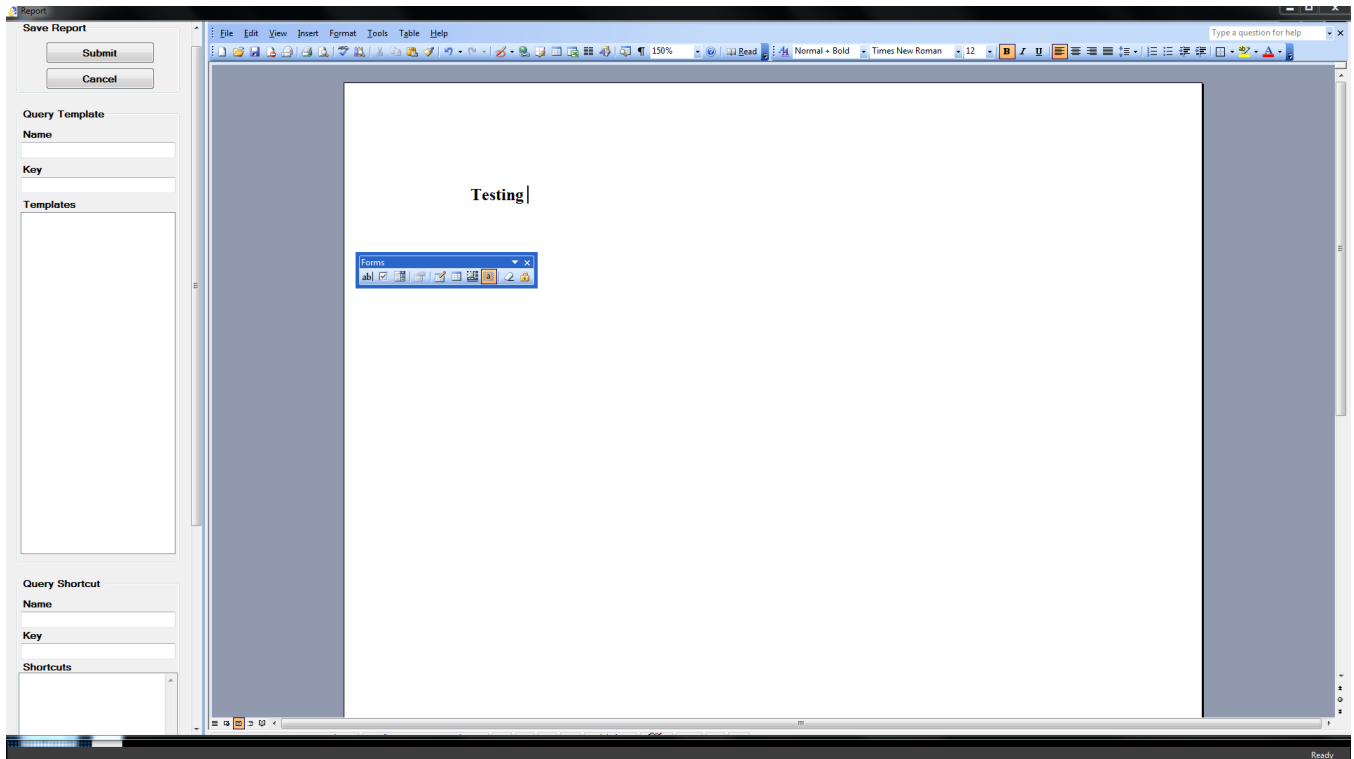 Report
Save Report
Submit
Cancel
Query Template
Name
Key
Templates
Query Shortcut
Name
Key
Shortcuts
File Edit View Insert Format Tools Table Help
Type a question for help
150% Read Normal + Bold Times New Roman 12 B I U A
Testing
Forms
ab
Ready